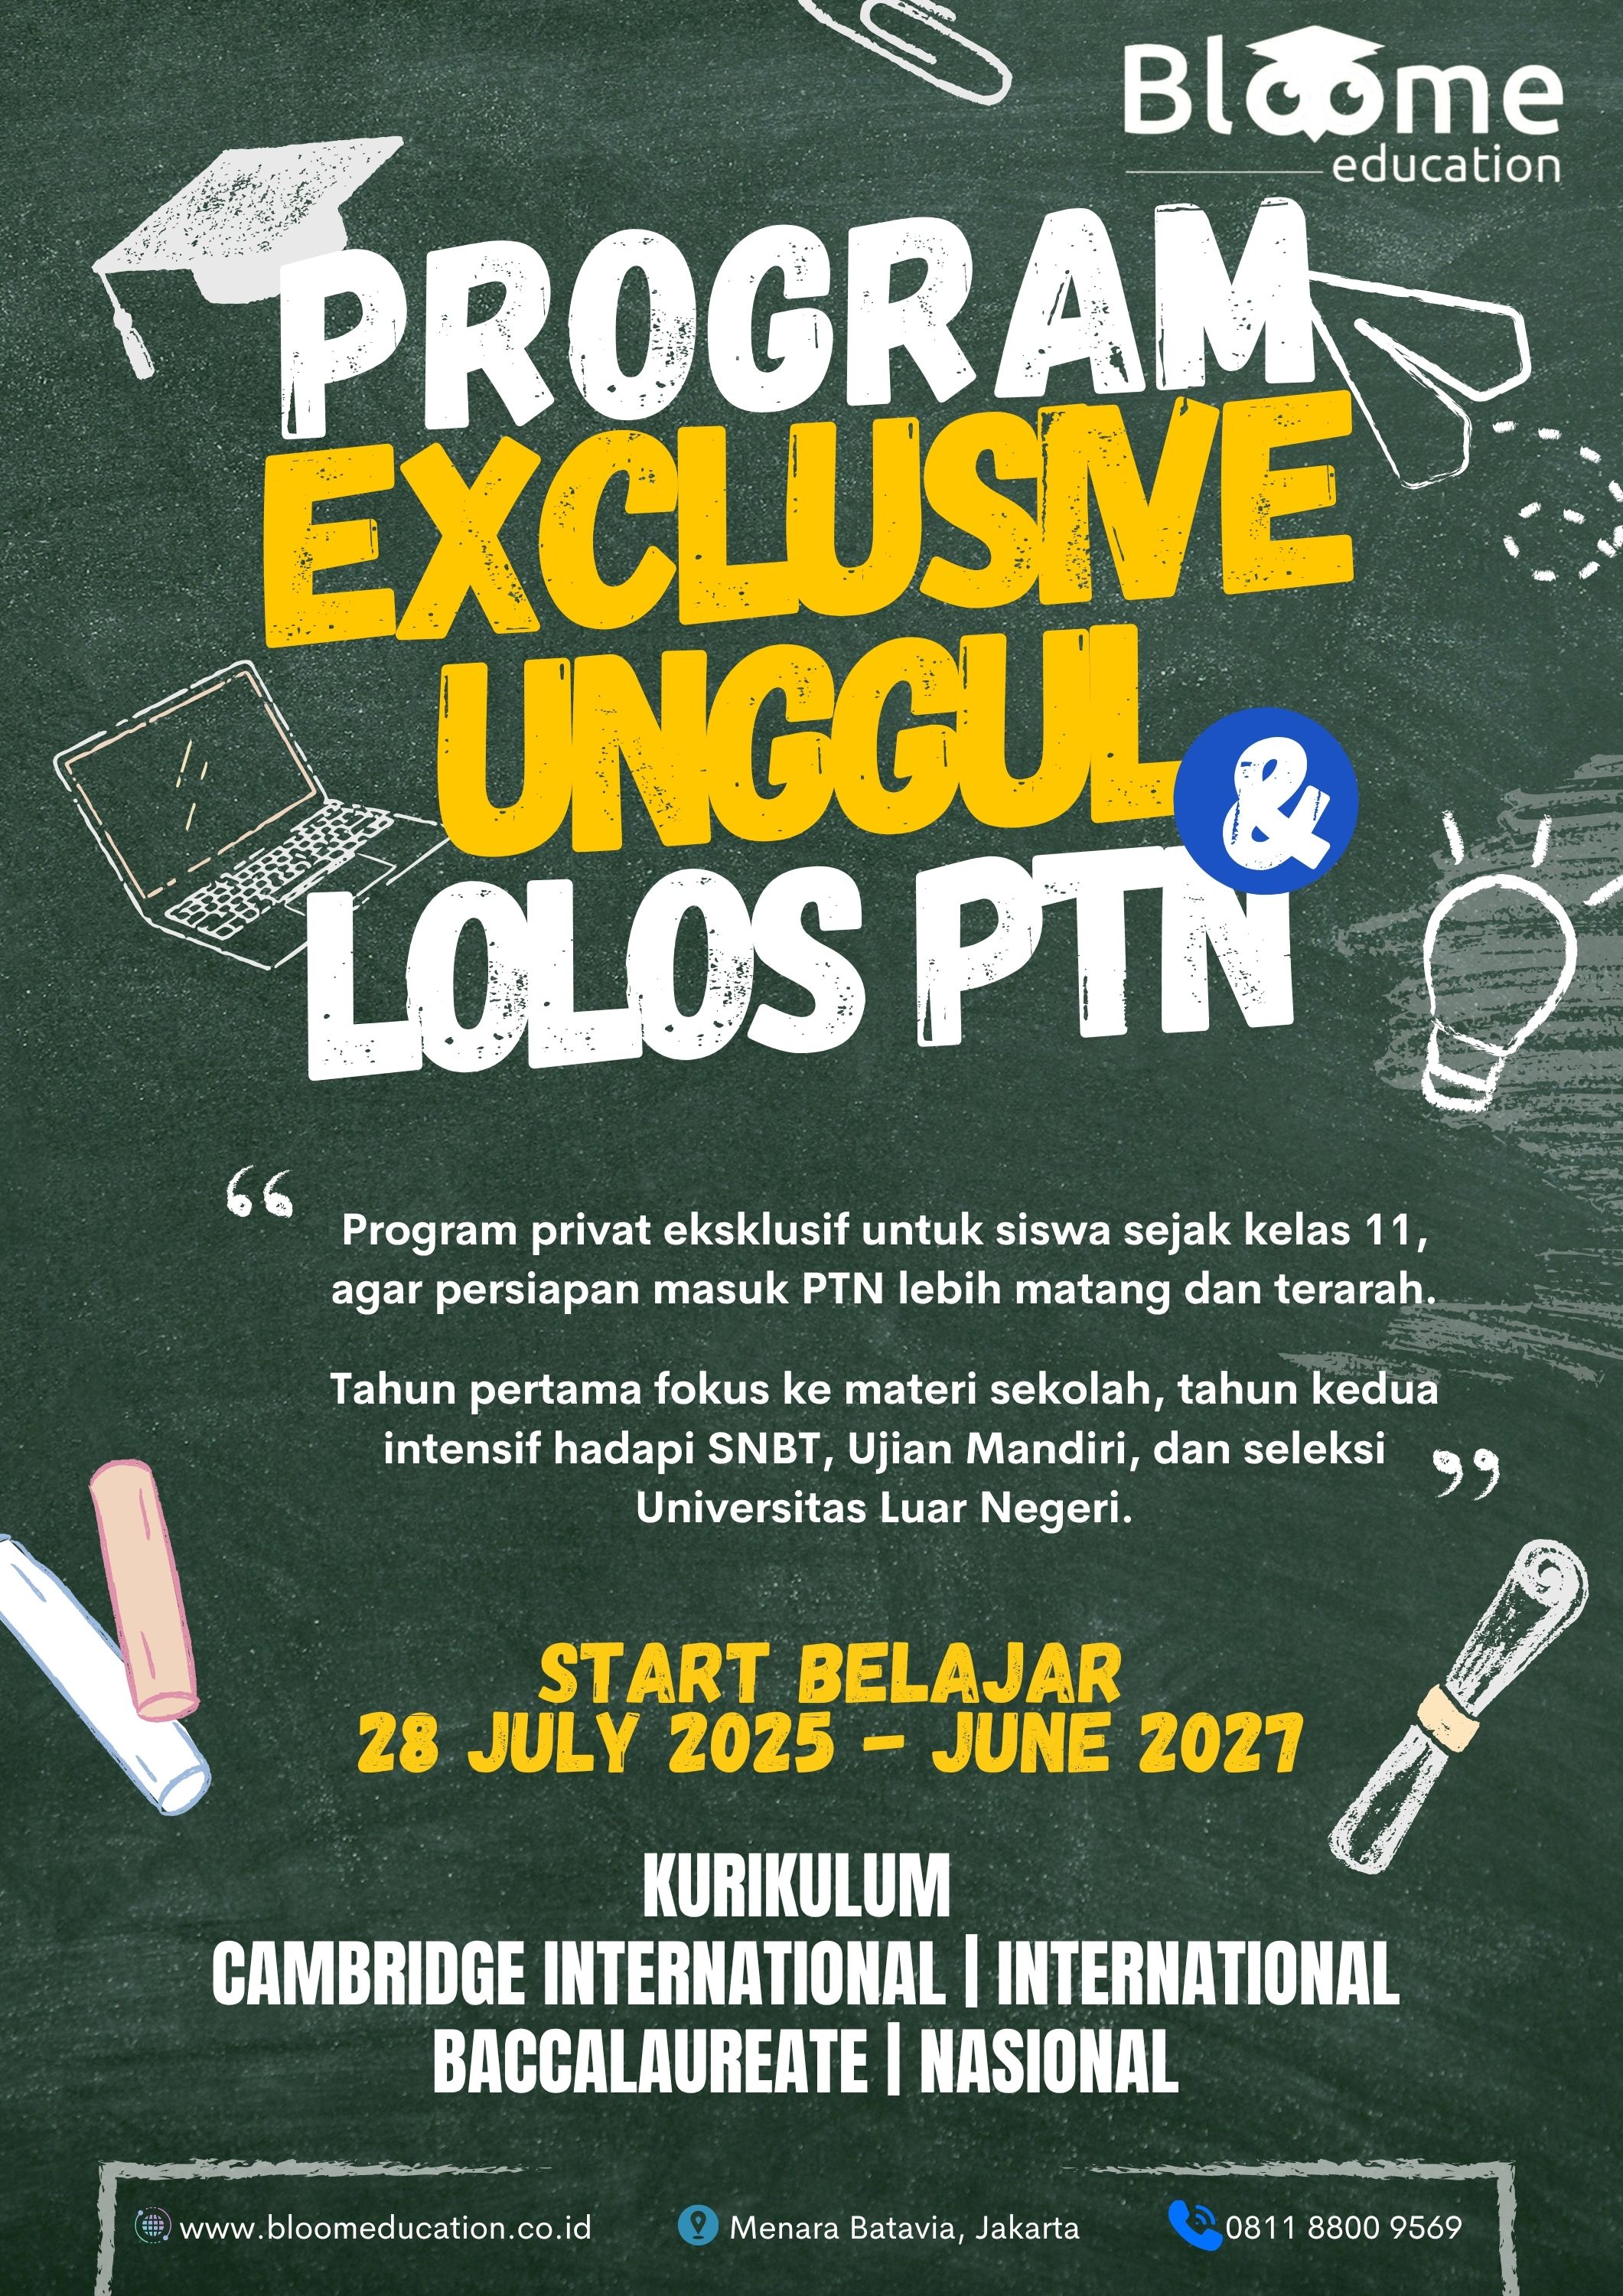 Bloome
education
PROGRAM
EXCLUSIVE
UNGGUL &
LOLOS PTN
“ Program privat eksklusif untuk siswa sejak kelas 11,
agar persiapan masuk PTN lebih matang dan terarah.
Tahun pertama fokus ke materi sekolah, tahun kedua
intensif hadapi SNBT, Ujian Mandiri, dan seleksi
Universitas Luar Negeri. ”
START BELAJAR
28 JULY 2025 - JUNE 2027
KURIKULUM
CAMBRIDGE INTERNATIONAL | INTERNATIONAL
BACCALAUREATE | NASIONAL
www.bloomeducation.co.id Menara Batavia, Jakarta 0811 8800 9569